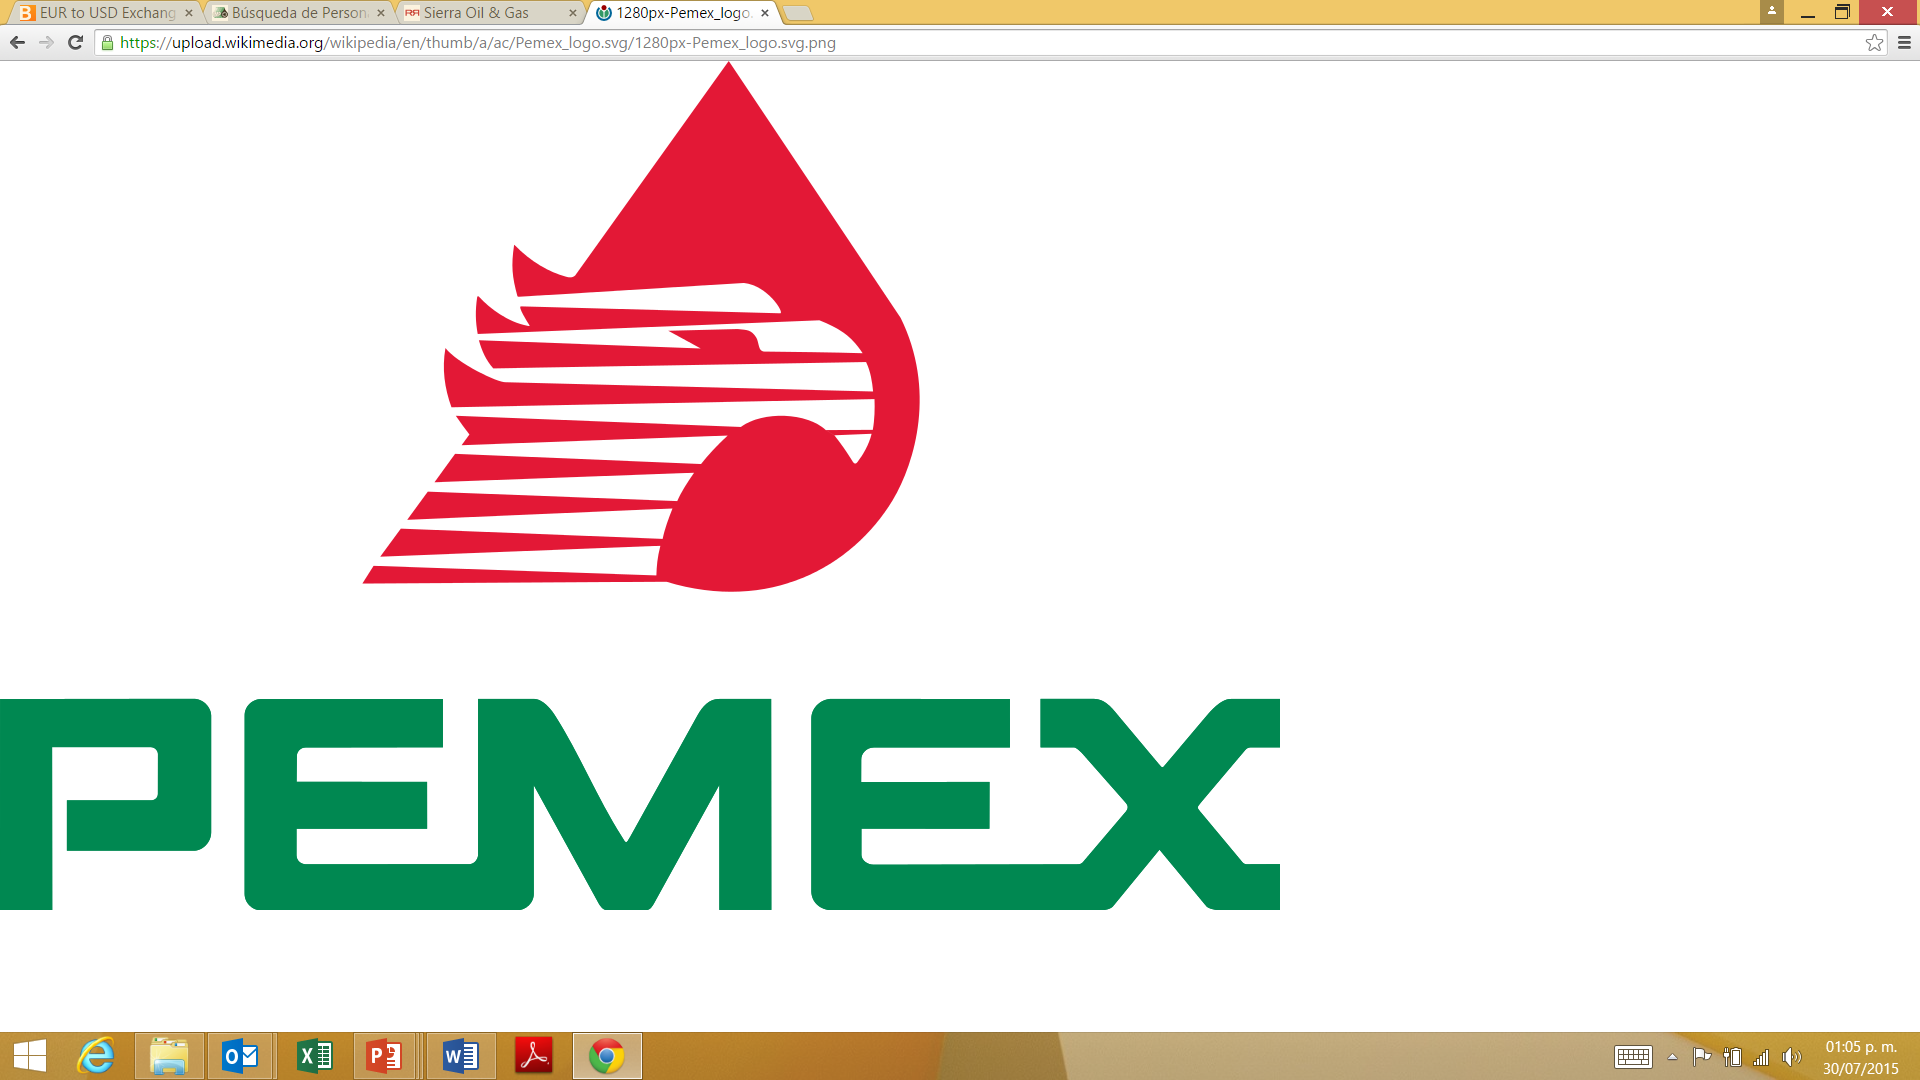 EUR to USD Exchang
Búsqueda de Person
Sierra Oil & Gas
1280px-Pemex_logo.
https://upload.wikimedia.org/wikipedia/en/thumb/a/ac/Pemex_logo.svg/1280px-Pemex_logo.svg.png
PEMEX
01:05 p. m.
30/07/2015